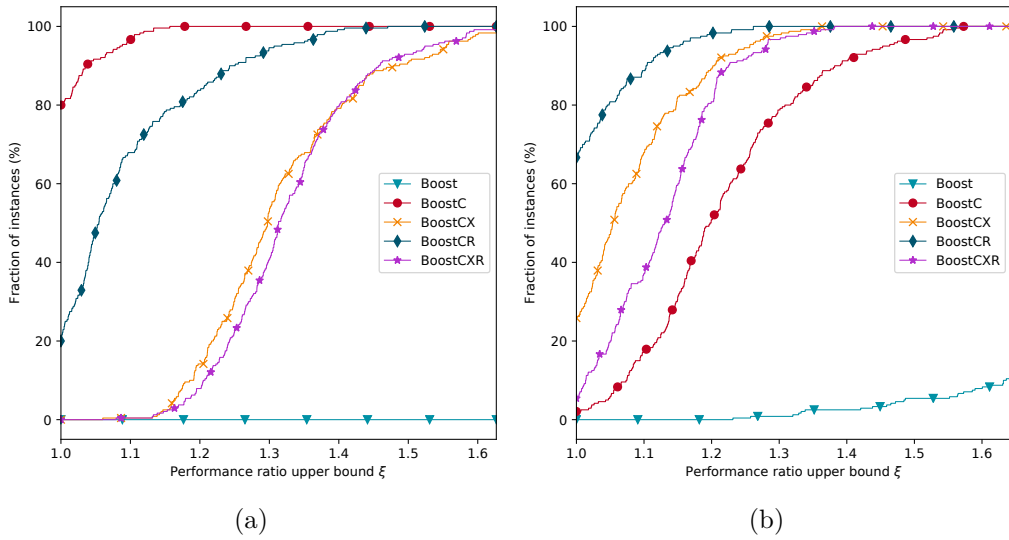 100
80
60
40
20
0
Fraction of instances (%)
Boost
BoostC
BoostCX
BoostCR
BoostCXR
1.0 1.1 1.2 1.3 1.4 1.5 1.6
Performance ratio upper bound ξ
(a)
100
80
60
40
20
0
Fraction of instances (%)
Boost
BoostC
BoostCX
BoostCR
BoostCXR
1.0 1.1 1.2 1.3 1.4 1.5 1.6
Performance ratio upper bound ξ
(b)